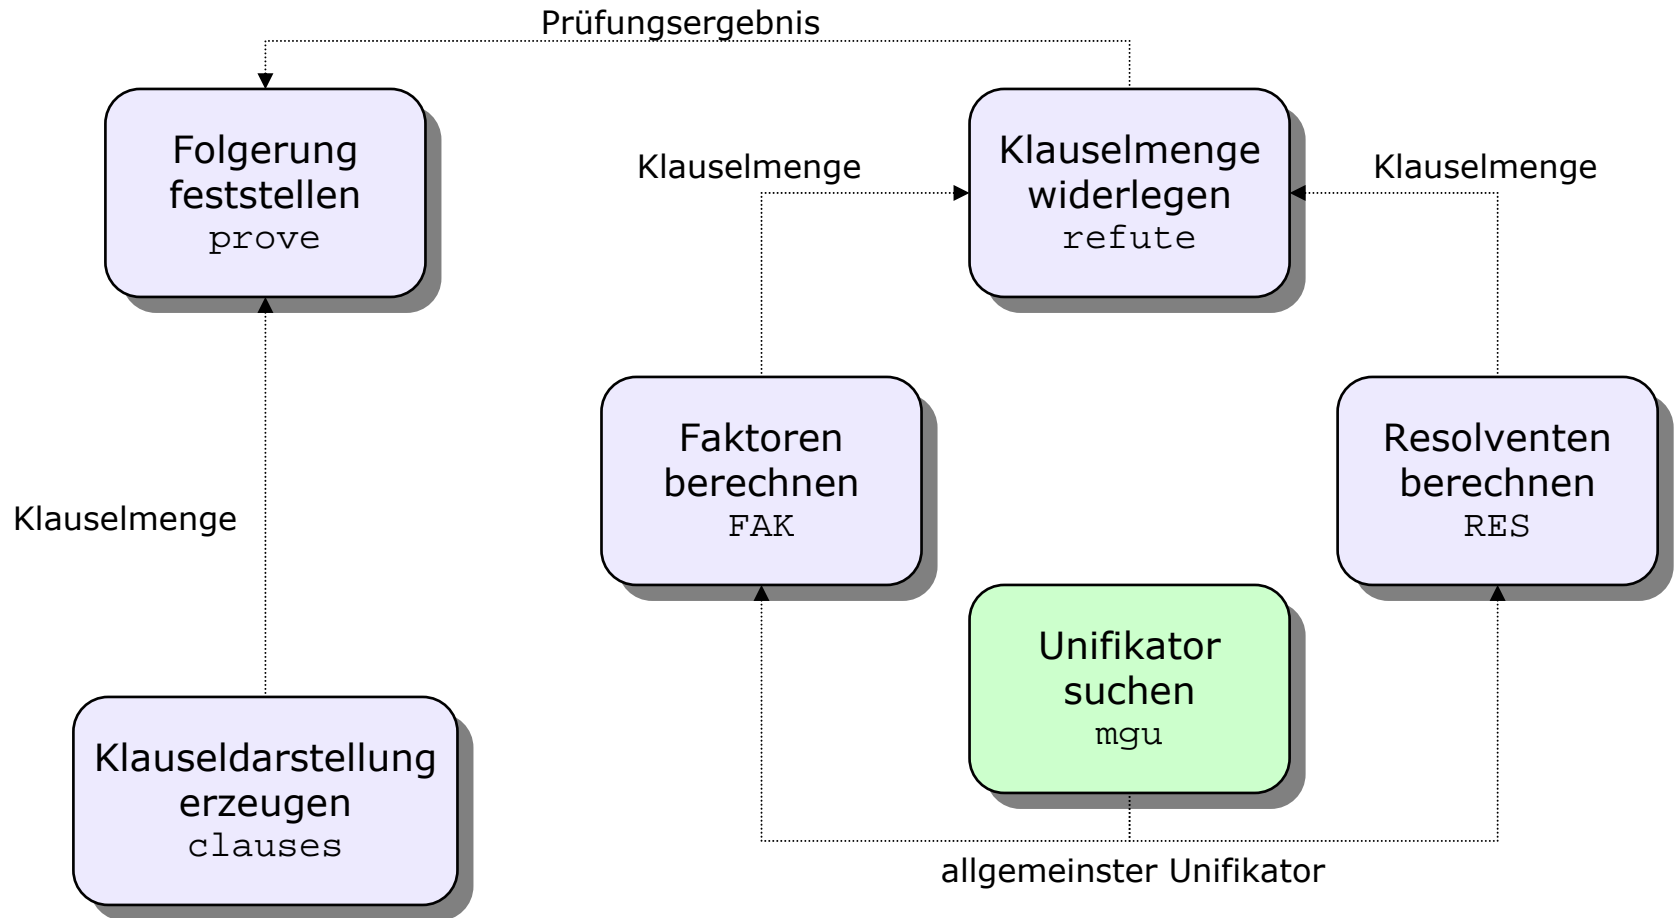 Prüfungsergebnis
Folgerung
feststellen
prove
Klauselmenge
Klauselmenge
widerlegen
refute
Klauselmenge
Faktoren
berechnen
FAK
Resolventen
berechnen
RES
Klauselmenge
Unifikator
suchen
mgu
Klauseldarstellung
erzeugen
clauses
allgemeinster Unifikator